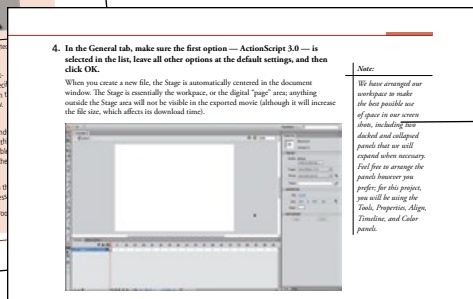 4. In the General tab, make sure the first option — ActionScript 3.0 — is
selected in the list, leave all other options at the default settings, and then
click OK.
When you create a new file, the Stage is automatically centered in the document
window. The Stage is essentially the workspace, or the digital "page" area; anything
outside the Stage area will not be visible in the exported movie (although it will increase
the file size, which affects its download time).
Note:
We have arranged our
workspace to make
the best possible use
of space in our screen
shots, including two
docked and collapsed
panels that we will
expand when necessary.
Feel free to arrange the
panels however you
prefer; for this project,
you will be using the
Tools, Properties, Align,
Timeline, and Color
panels.